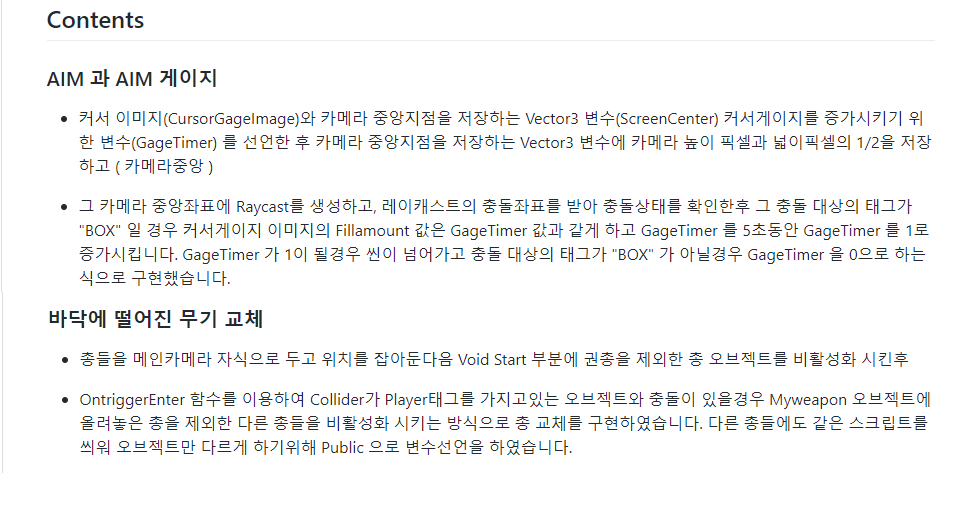 Contents
AIM 과 AIM 게이지
커서 이미지(CursorGageImage)와 카메라 중앙지점을 저장하는 Vector3 변수(ScreenCenter) 커서게이지를 증가시키기 위
한 변수(GageTimer) 를 선언한 후 카메라 중앙지점을 저장하는 Vector3 변수에 카메라 높이 픽셀과 넓이픽셀의 1/2을 저장
하고 ( 카메라중앙 )
그 카메라 중앙좌표에 Raycast를 생성하고, 레이캐스트의 충돌좌표를 받아 충돌상태를 확인한후 그 충돌 대상의 태그가
"BOX" 일 경우 커서게이지 이미지의 Fillamount 값은 GageTimer 값과 같게 하고 GageTimer 를 5초동안 GageTimer 를 1로
증가시킵니다. GageTimer 가 1이 될경우 씬이 넘어가고 충돌 대상의 태그가 "BOX" 가 아닐경우 GageTimer 을 0으로 하는
식으로 구현했습니다.
바닥에 떨어진 무기 교체
총들을 메인카메라 자식으로 두고 위치를 잡아둔다음 Void Start 부분에 권총을 제외한 총 오브젝트를 비활성화 시킨후
OntriggerEnter 함수를 이용하여 Collider가 Player태그를 가지고있는 오브젝트와 충돌이 있을경우 Myweapon 오브젝트에
올려놓은 총을 제외한 다른 총들을 비활성화 시키는 방식으로 총 교체를 구현하였습니다. 다른 총들에도 같은 스크립트를
씌워 오브젝트만 다르게 하기위해 Public 으로 변수선언을 하였습니다.